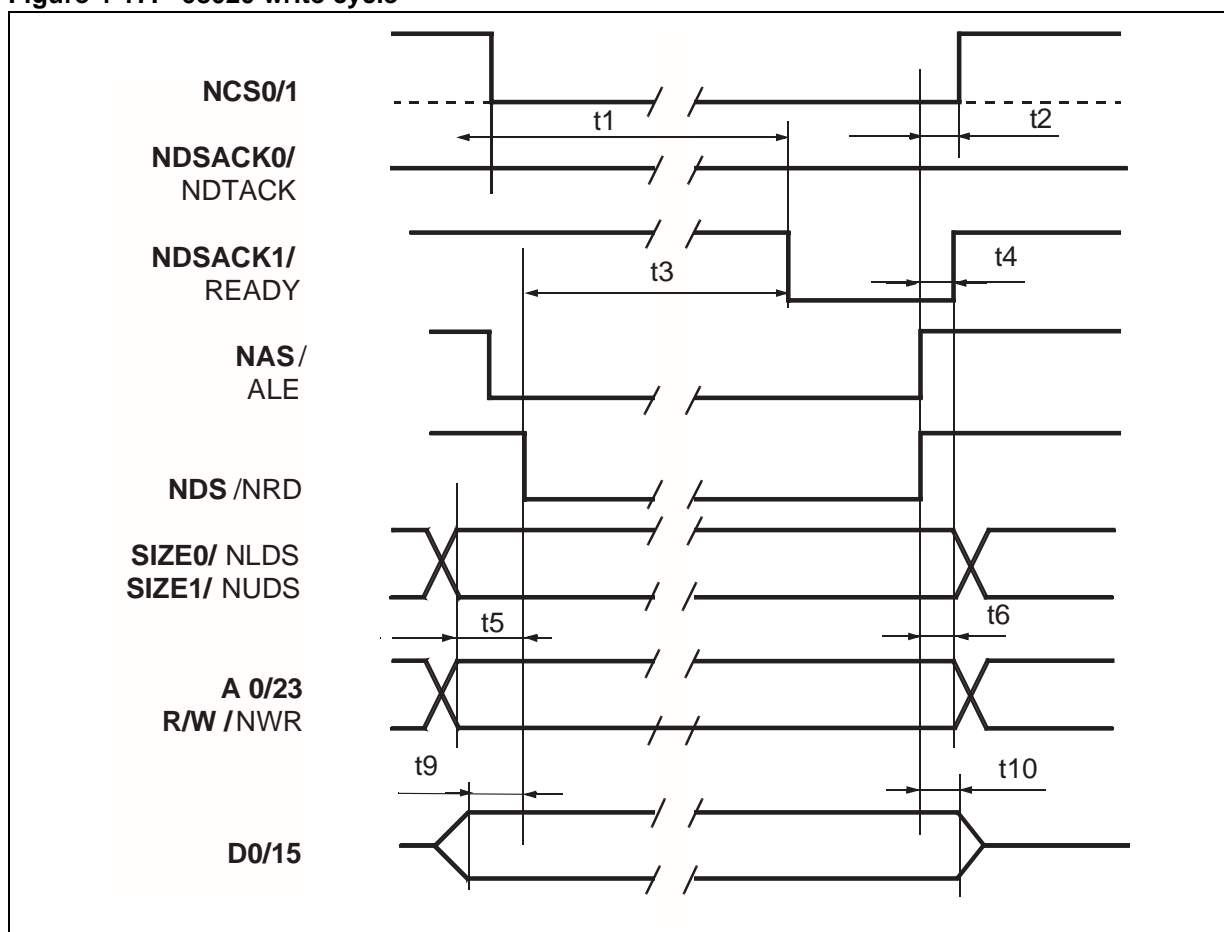 NCS0/1
t1
t2
NDSACK0/
NDTACK
NDSACK1/
READY
t3
t4
NAS/
ALE
NDS /NRD
SIZE0/ NLDS
SIZE1/ NUDS
t5
t6
A 0/23
R/W /NWR
t9
t10
D0/15